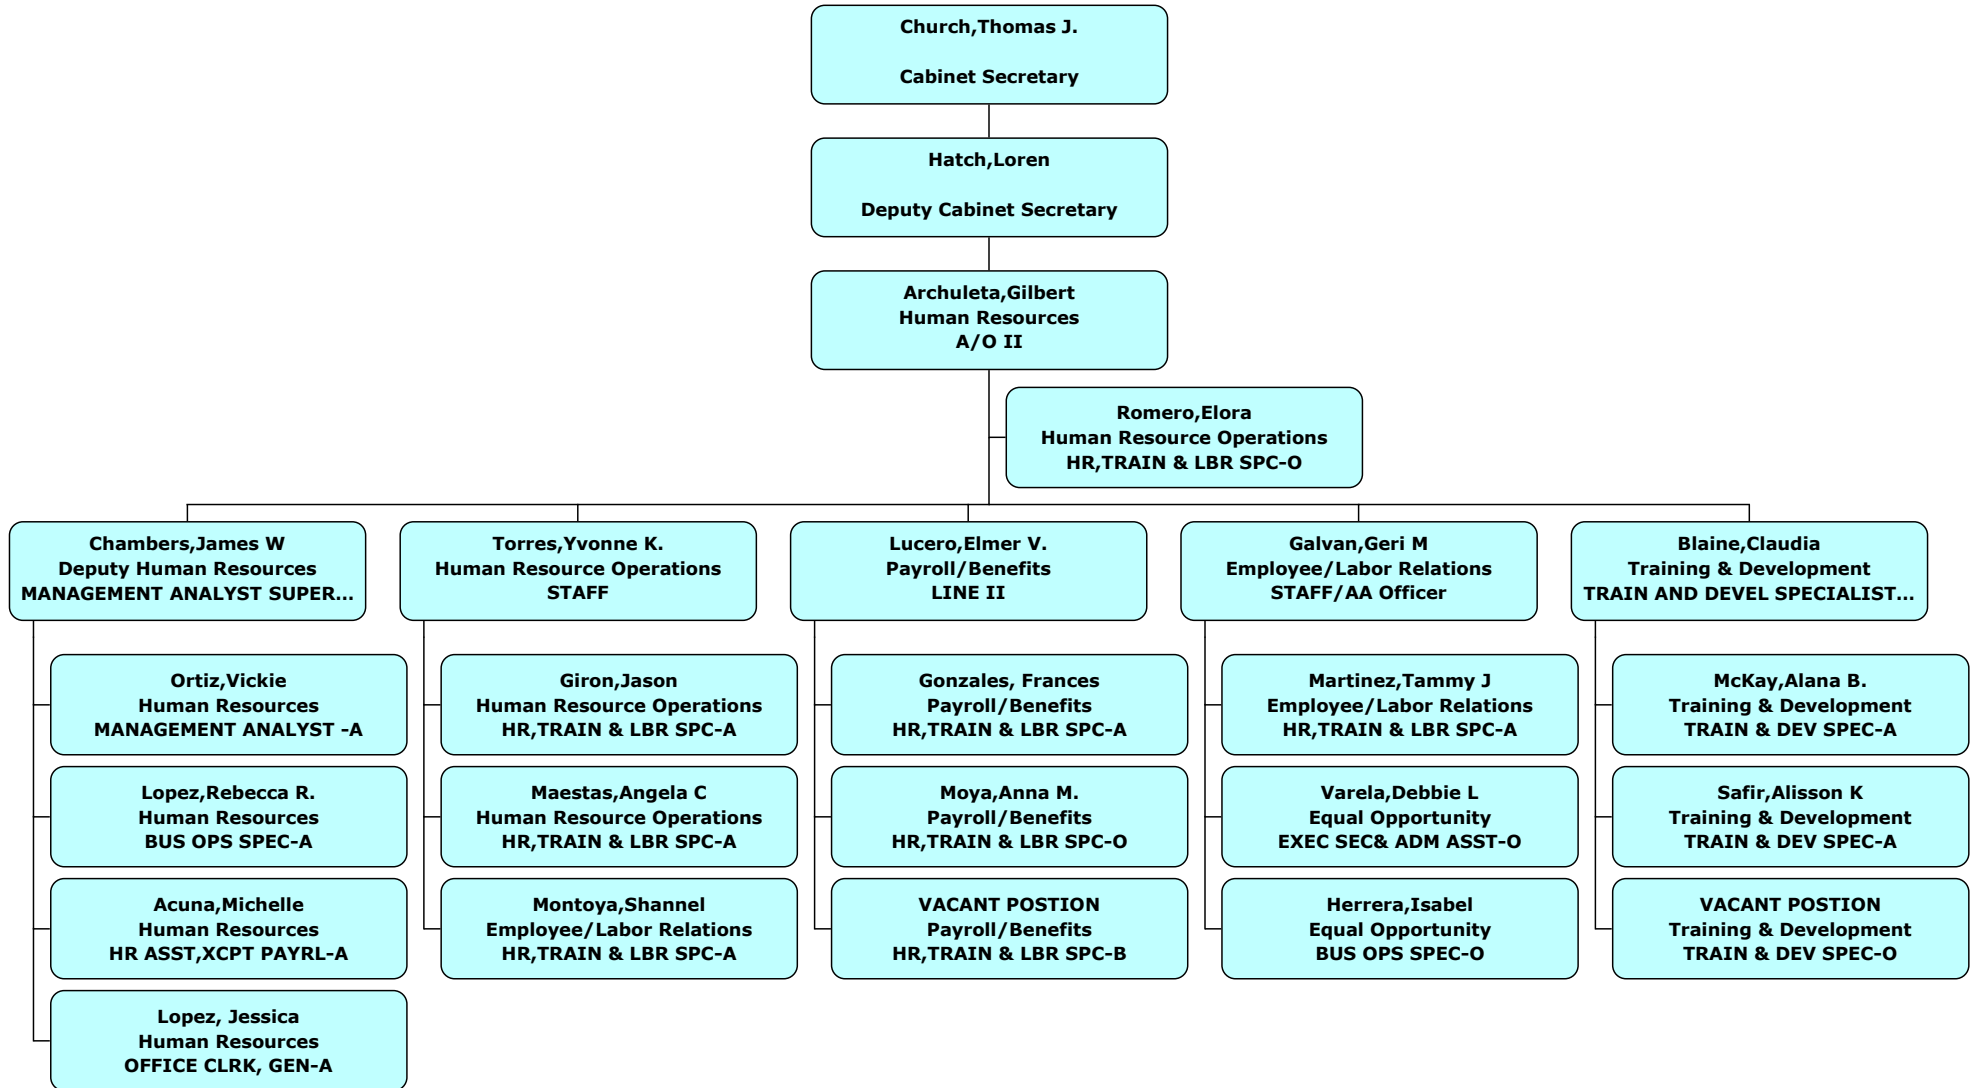 Church,Thomas J.
Cabinet Secretary
Hatch,Loren
Deputy Cabinet Secretary
Archuleta,Gilbert
Human Resources
A/O II
Romero,Elora
Human Resource Operations
HR,TRAIN & LBR SPC-O
Chambers,James W
Deputy Human Resources
MANAGEMENT ANALYST SUPER...
Ortiz,Vickie
Human Resources
MANAGEMENT ANALYST -A
Lopez,Rebecca R.
Human Resources
BUS OPS SPEC-A
Acuna,Michelle
Human Resources
HR ASST,XCPT PAYRL-A
Lopez, Jessica
Human Resources
OFFICE CLRK, GEN-A
Torres,Yvonne K.
Human Resource Operations
STAFF
Giron,Jason
Human Resource Operations
HR,TRAIN & LBR SPC-A
Maestas,Angela C
Human Resource Operations
HR,TRAIN & LBR SPC-A
Montoya,Shannel
Employee/Labor Relations
HR,TRAIN & LBR SPC-A
Lucero,Elmer V.
Payroll/Benefits
LINE II
Gonzales, Frances
Payroll/Benefits
HR,TRAIN & LBR SPC-A
Moya,Anna M.
Payroll/Benefits
HR,TRAIN & LBR SPC-O
VACANT POSTION
Payroll/Benefits
HR,TRAIN & LBR SPC-B
Galvan,Geri M
Employee/Labor Relations
STAFF/AA Officer
Martinez,Tammy J
Employee/Labor Relations
HR,TRAIN & LBR SPC-A
Varela,Debbie L
Equal Opportunity
EXEC SEC& ADM ASST-O
Herrera,Isabel
Equal Opportunity
BUS OPS SPEC-O
Blaine,Claudia
Training & Development
TRAIN AND DEVEL SPECIALIST...
McKay,Alana B.
Training & Development
TRAIN & DEV SPEC-A
Safir,Alisson K
Training & Development
TRAIN & DEV SPEC-A
VACANT POSTION
Training & Development
TRAIN & DEV SPEC-O